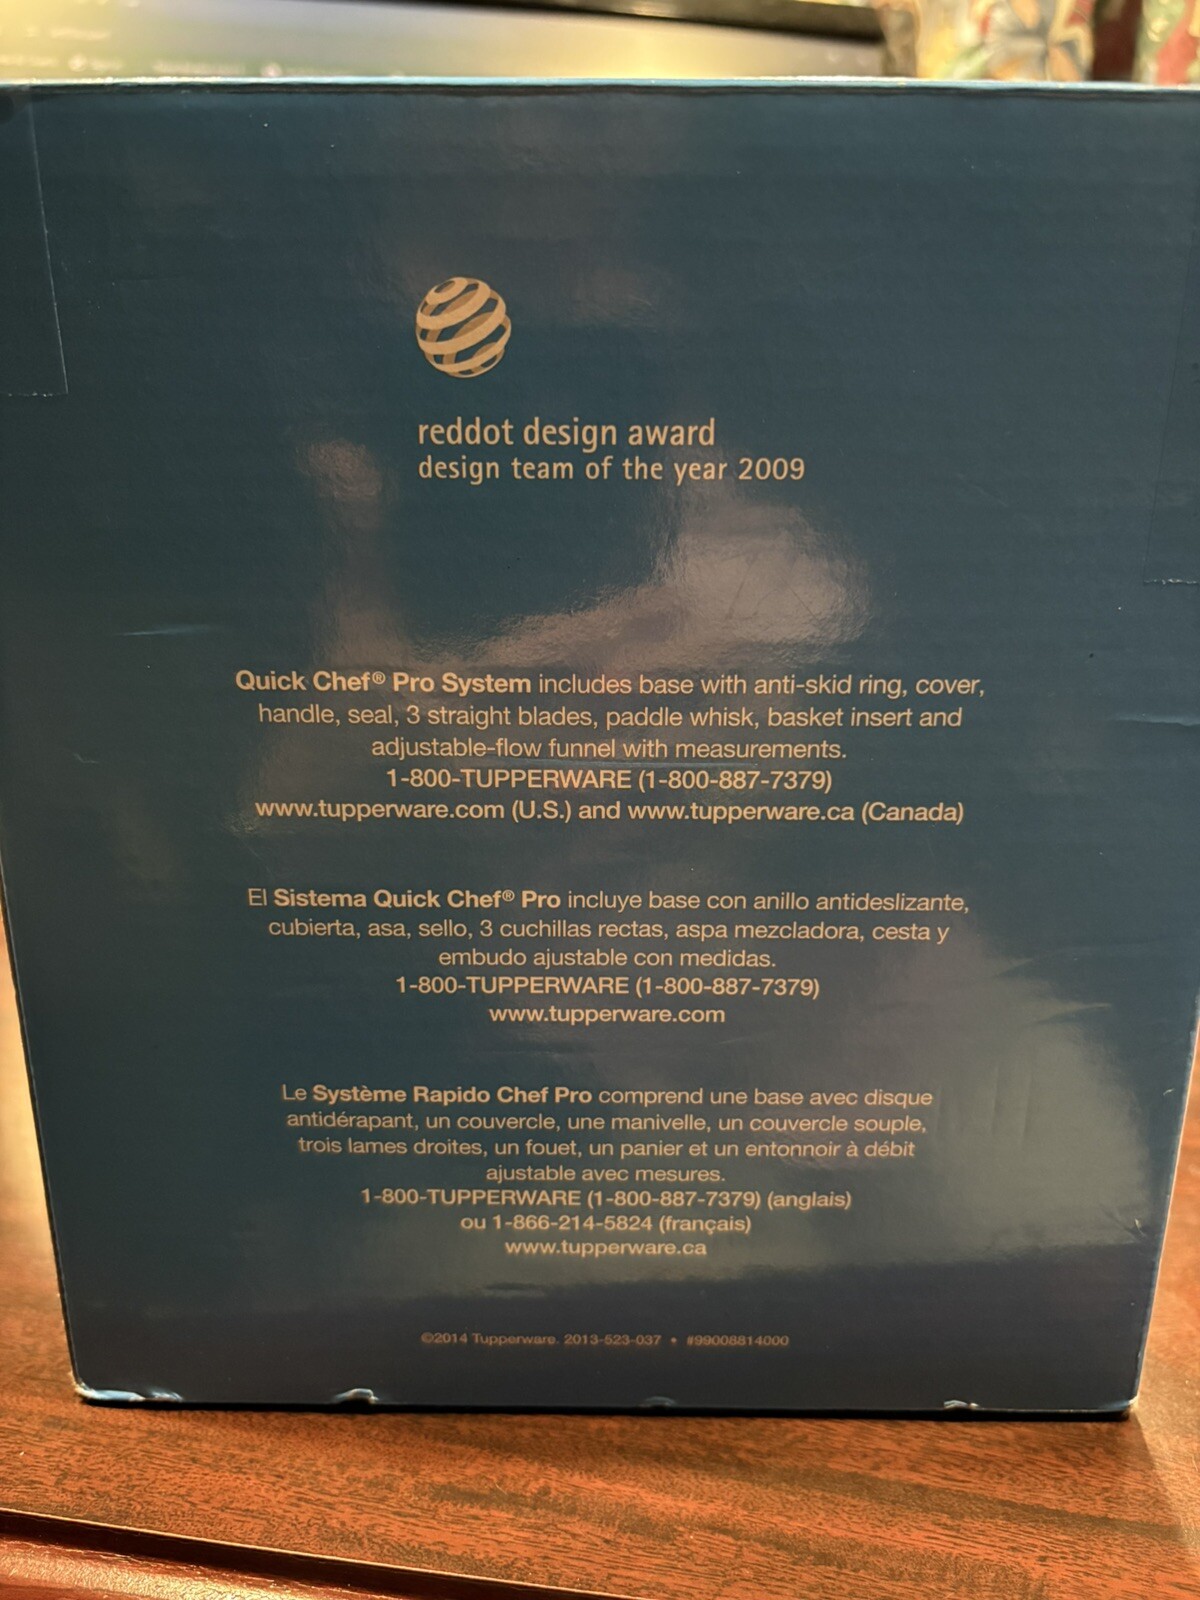 reddot design award
design team of the year 2009
Quick Chef® Pro System includes base with anti-skid ring, cover,
handle, seal, 3 straight blades, paddle whisk, basket insert and
adjustable-flow funnel with measurements.
1-800-TUPPERWARE (1-800-887-7379)
www.tupperware.com (U.S.) and www.tupperware.ca (Canada)
El Sistema Quick Chef® Pro incluye base con anillo antideslizante,
cubierta, asa, sello, 3 cuchillas rectas, aspa mezcladora, cesta y
embudo ajustable con medidas.
1-800-TUPPERWARE (1-800-887-7379)
www.tupperware.com
Le Système Rapido Chef Pro comprend une base avec disque
antidérapant, un couvercle, une manivelle, un couvercle souple,
trois lames droites, un fouet, un panier et un entonnoir à débit
ajustable avec mesures.
1-800-TUPPERWARE (1-800-887-7379) (anglais)
ou 1-866-214-5824 (français)
www.tupperware.ca
©2014 Tupperware. 2013-523-037 • #99008814000